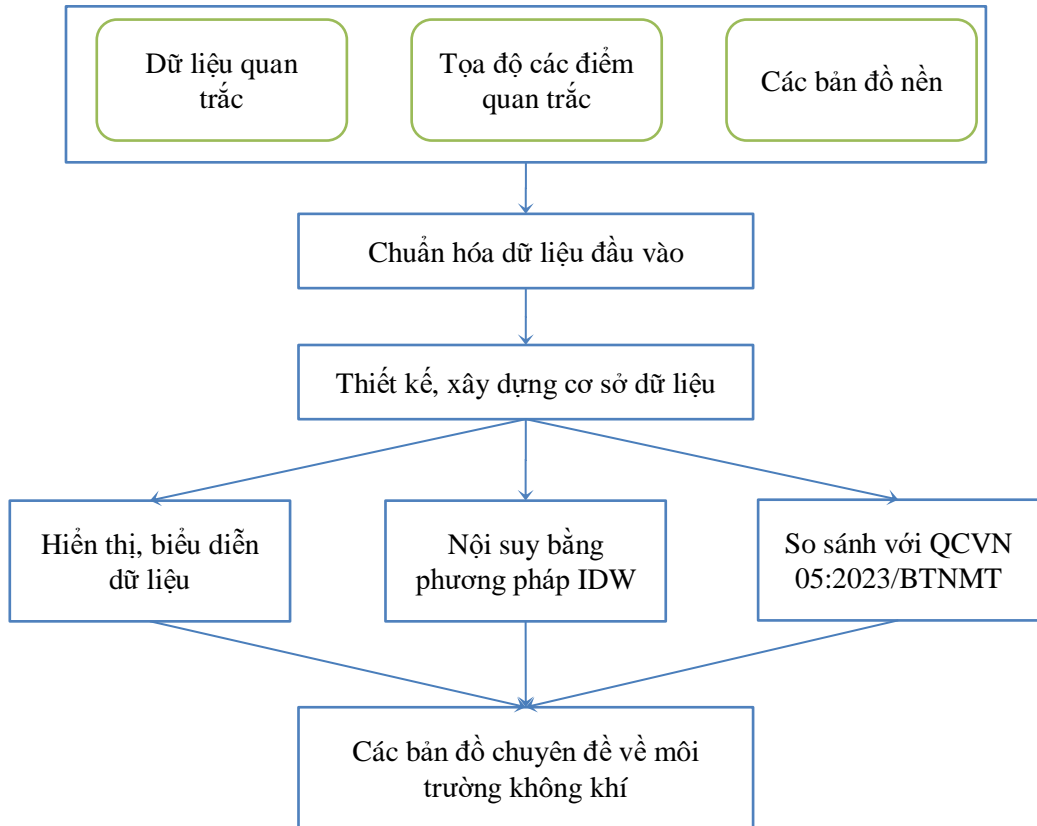 Dữ liệu quan
trắc
Tọa độ các điểm
quan trắc
Các bản đồ nền
Chuẩn hóa dữ liệu đầu vào
Thiết kế, xây dựng cơ sở dữ liệu
Hiển thị, biểu diễn
dữ liệu
Nội suy bằng
phương pháp IDW
So sánh với QCVN
05:2023/BTNMT
Các bản đồ chuyên đề về môi
trường không khí